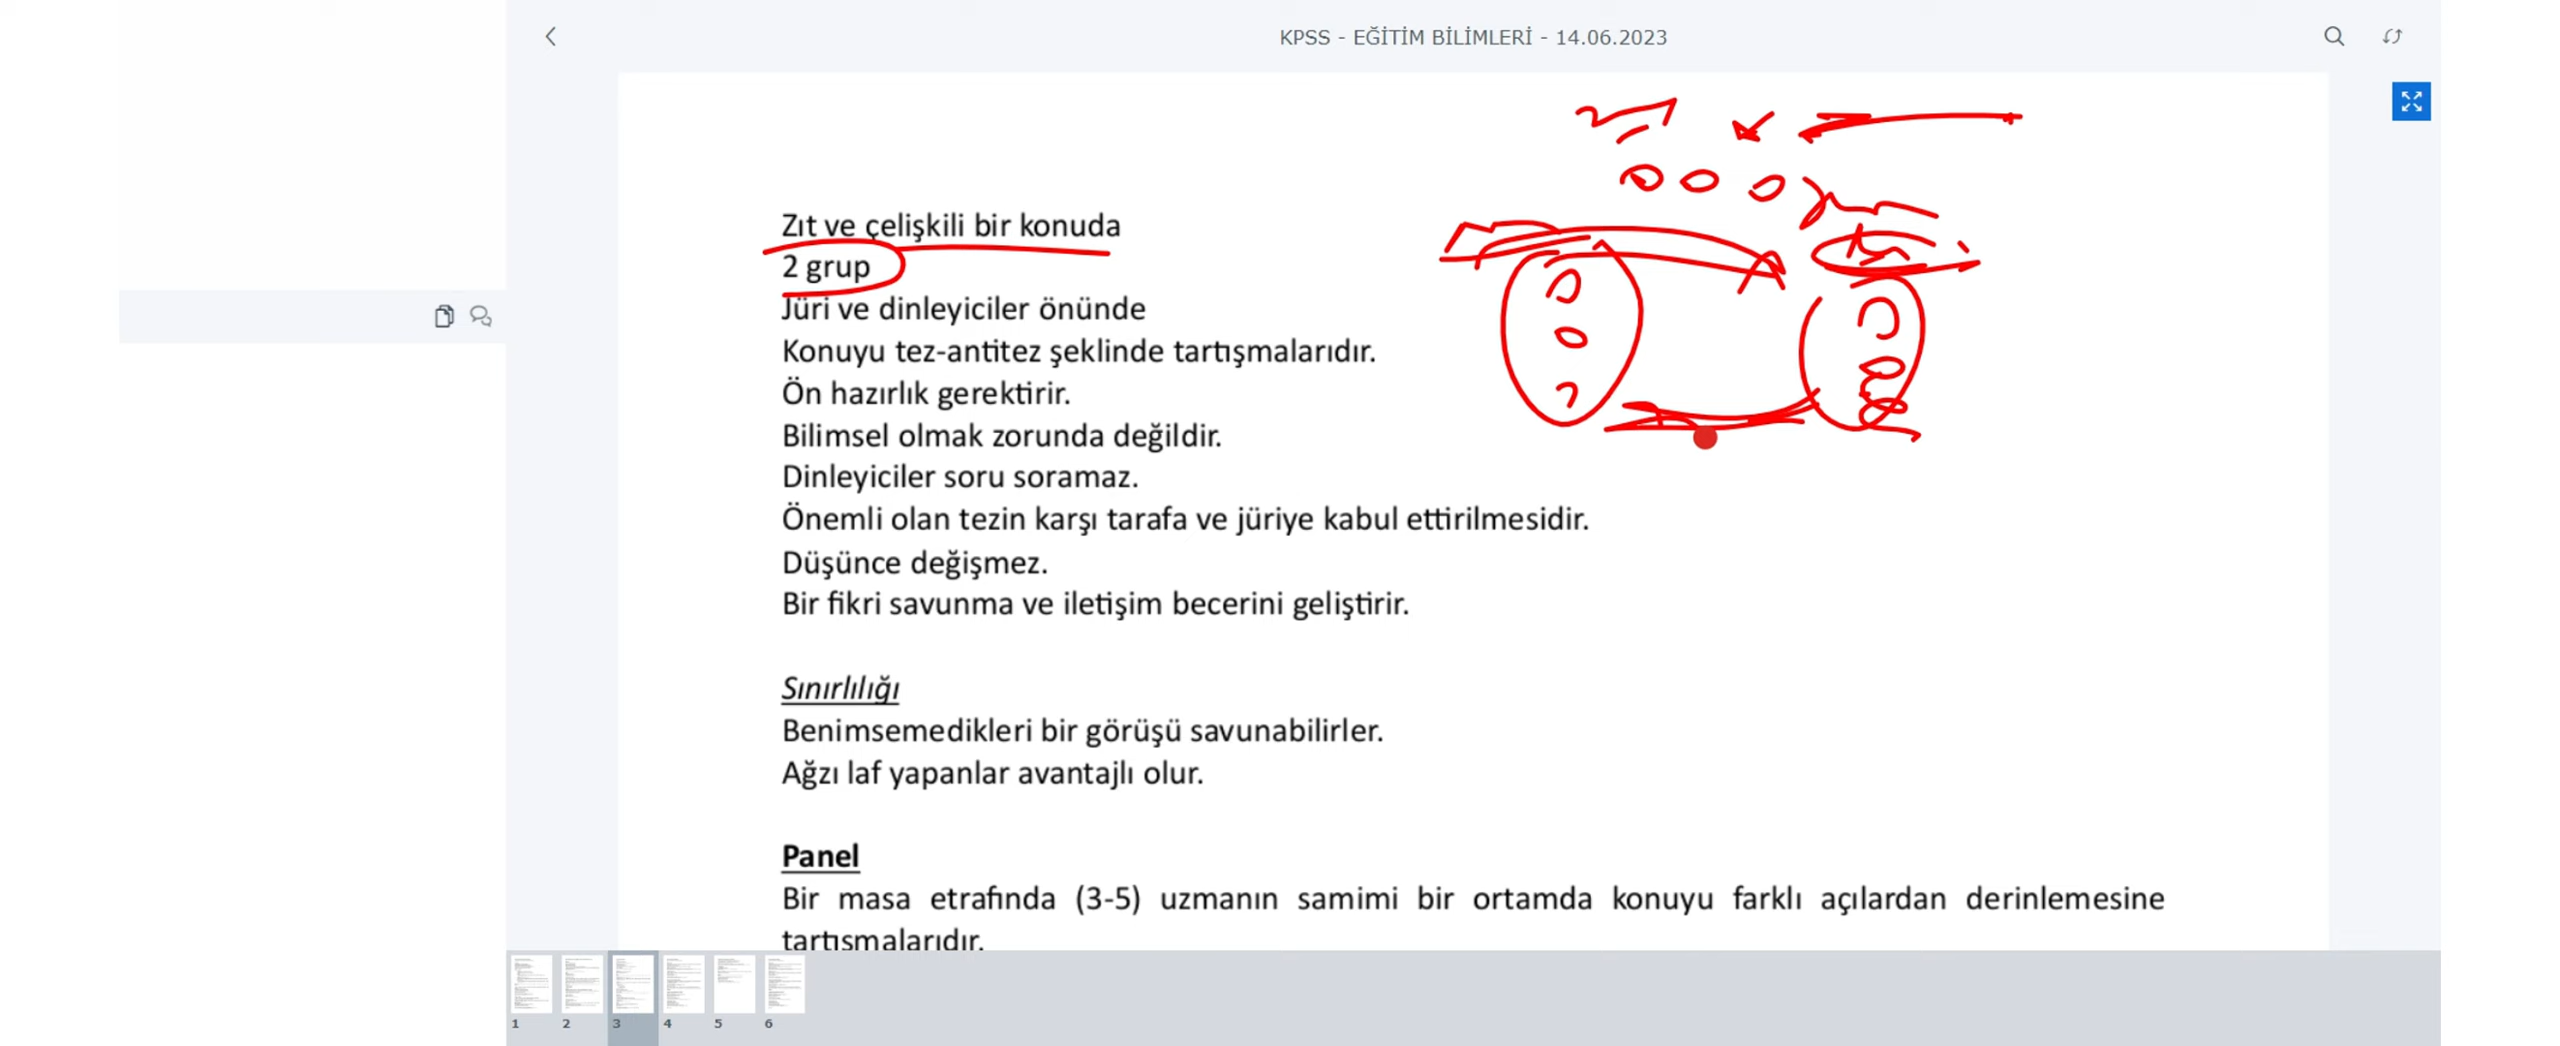 KPSS - EĞİTİM BİLİMLERİ - 14.06.2023
Zıt ve çelişkili bir konuda
2 grup
Jüri ve dinleyiciler önünde
Konuyu tez-antitez şeklinde tartışmalarıdır.
Ön hazırlık gerektirir.
Bilimsel olmak zorunda değildir.
Dinleyiciler soru soramaz.
Önemli olan tezin karşı tarafa ve jüriye kabul ettirilmesidir.
Düşünce değişmez.
Bir fikri savunma ve iletişim becerini geliştirir.
Sınırlılığı
Benimsemedikleri bir görüşü savunabilirler.
Ağzı laf yapanlar avantajlı olur.
Panel
Bir masa etrafında (3-5) uzmanın samimi bir ortamda konuyu farklı açılardan derinlemesine
tartışmalarıdır.
1 2 3 4 5 6